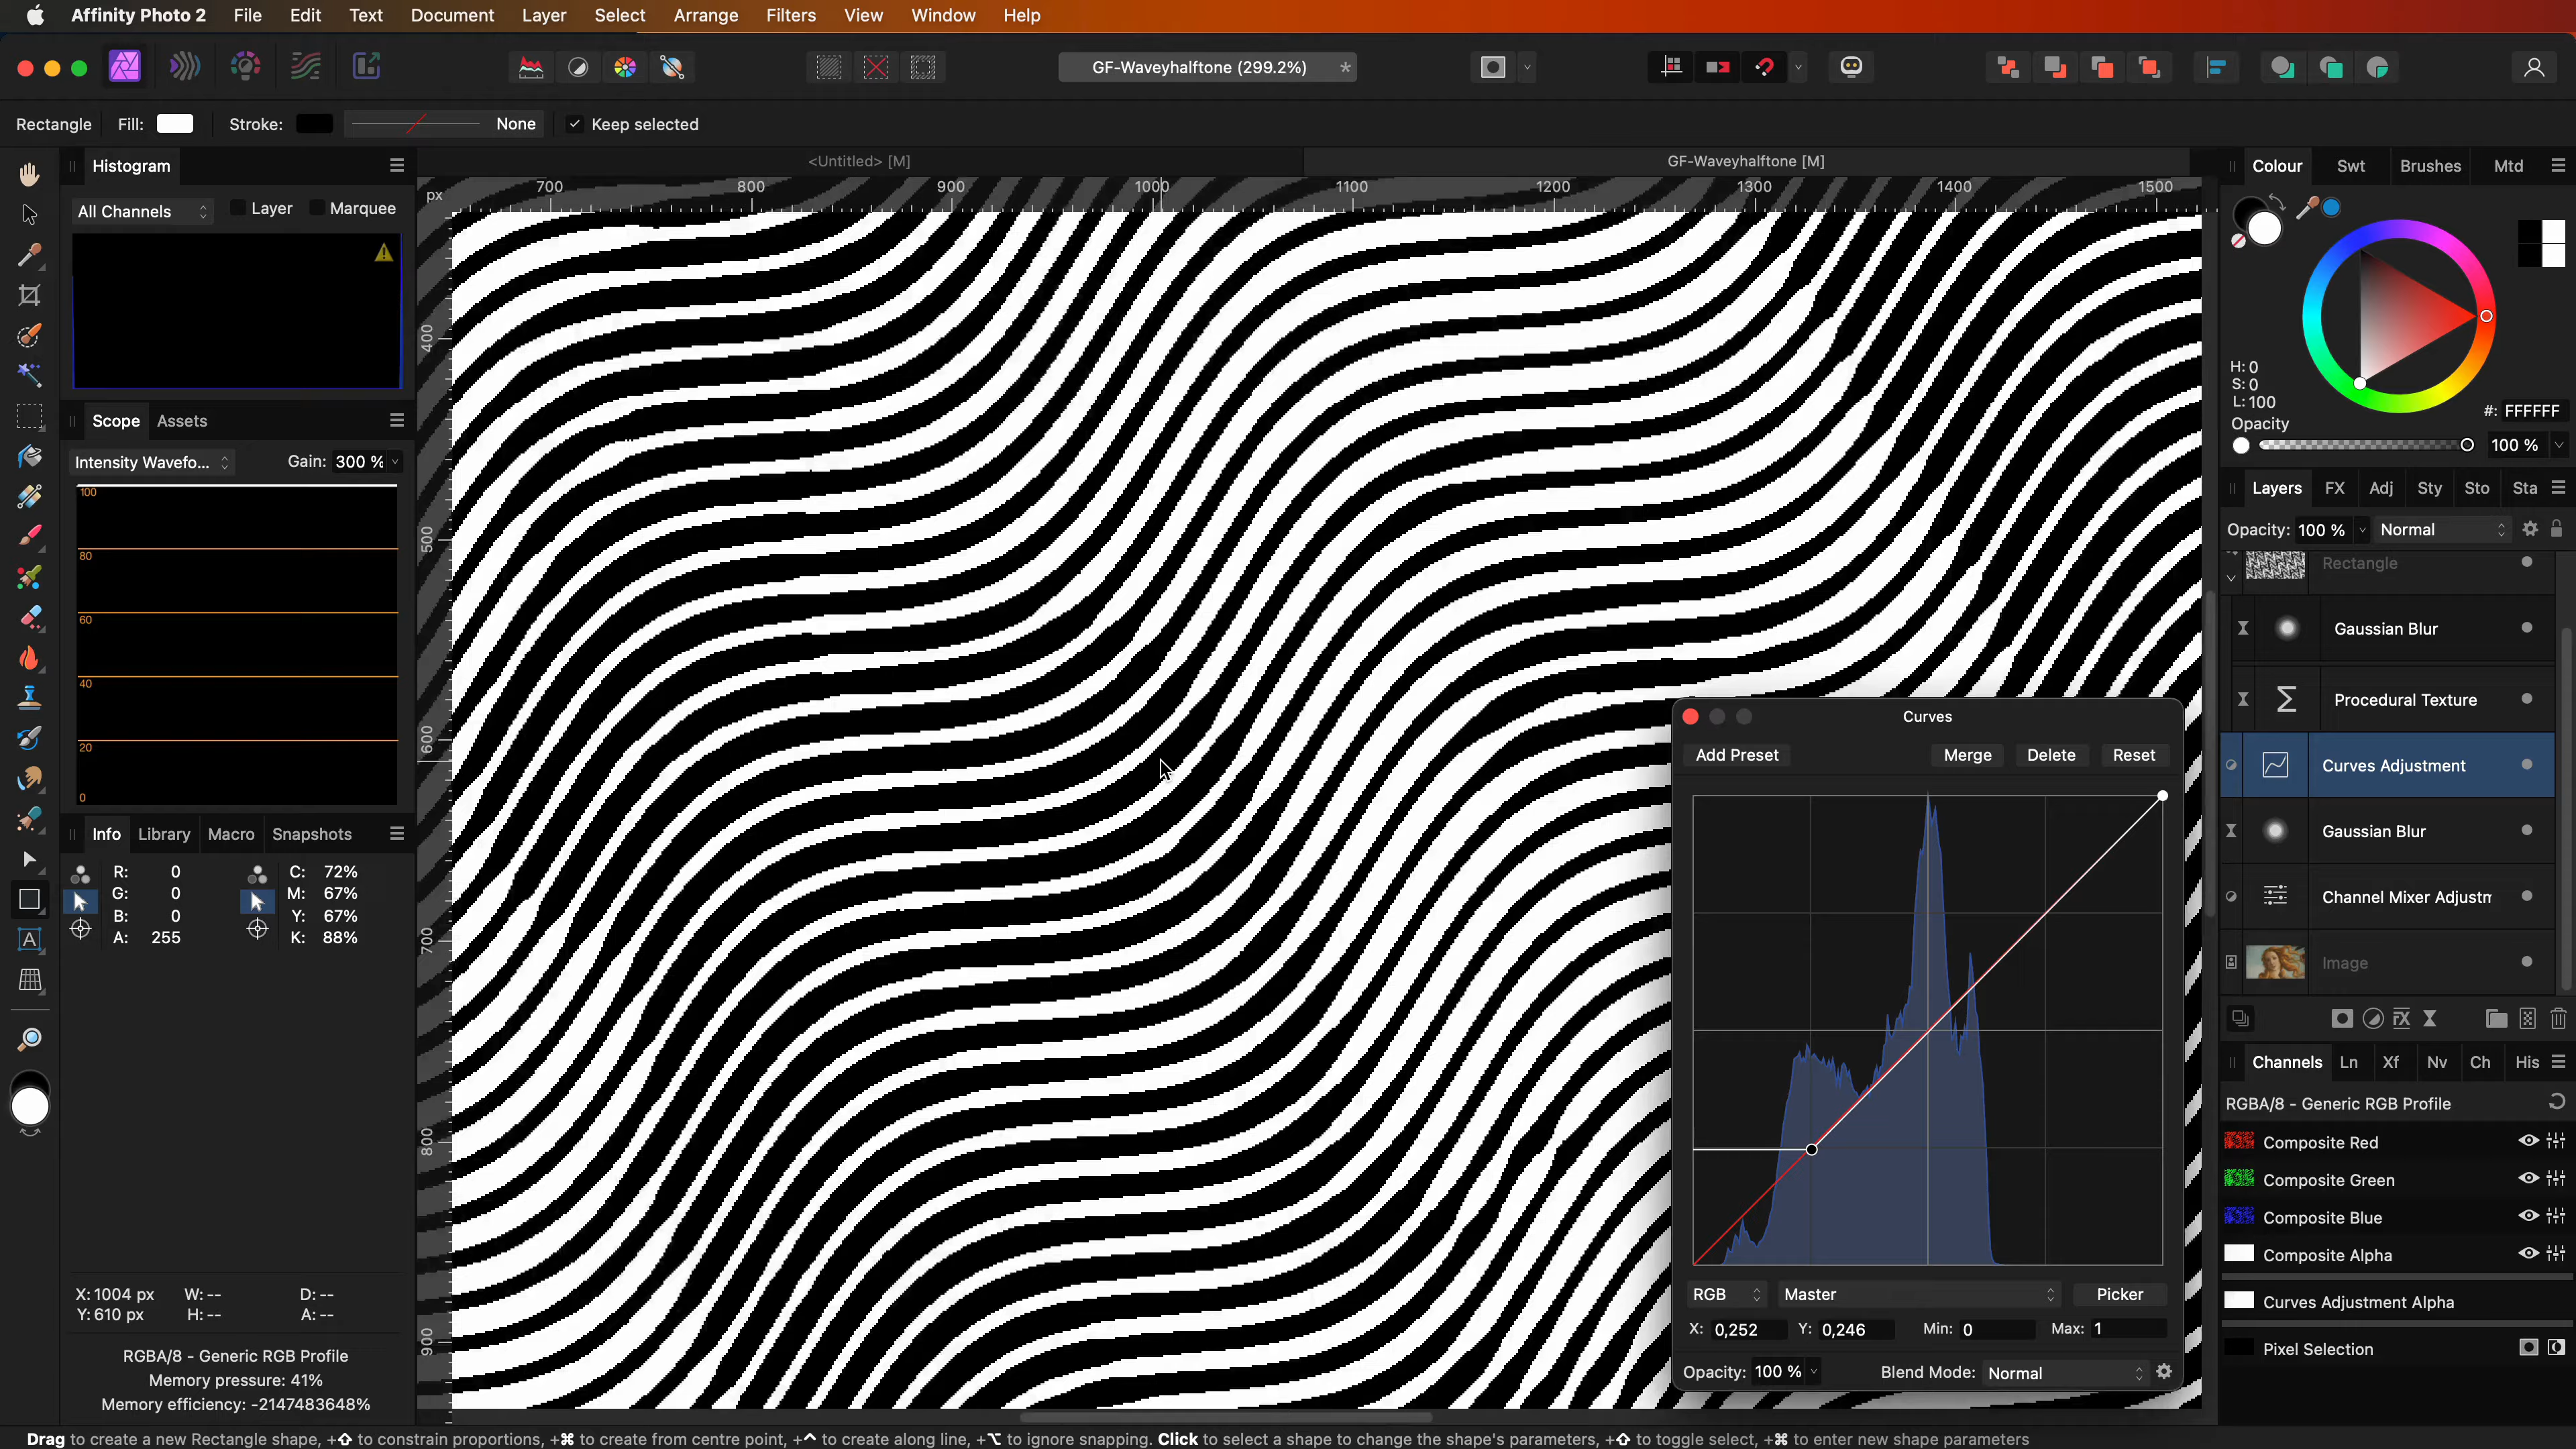 Affinity Photo 2 File Edit Text Document Layer Select Arrange Filters View Window Help
GF-Waveyhalftone (299.2%) *
Rectangle Fill: Stroke: None Keep selected
Histogram
All Channels Layer Marquee
Scope Assets
Intensity Wavefo... Gain: 300 %
100
80
60
40
20
0
Info Library Macro Snapshots
R: 0 C: 72%
G: 0 M: 67%
B: 0 Y: 67%
A: 255 K: 88%
X: 1004 px W: -- D: --
Y: 610 px H: -- A: --
RGBA/8 - Generic RGB Profile
Memory pressure: 41%
Memory efficiency: -2147483648%
<Untitled> [M] GF-Waveyhalftone [M]
px 700 800 900 1000 1100 1200 1300 1400 1500
400
500
600
700
800
900
Curves
Add Preset Merge Delete Reset
RGB Master Picker
X: 0,252 Y: 0,246 Min: 0 Max: 1
Opacity: 100 % Blend Mode: Normal
Colour Swt Brushes Mtd
H: 0
S: 0
L: 100
#: FFFFFF
Opacity
100 %
Layers FX Adj Sty Sto Sta
Opacity: 100 % Normal
Rectangle
Gaussian Blur
Procedural Texture
Curves Adjustment
Gaussian Blur
Channel Mixer Adjustm
Image
Channels Ln Xf Nv Ch His
RGBA/8 - Generic RGB Profile
Composite Red
Composite Green
Composite Blue
Composite Alpha
Curves Adjustment Alpha
Pixel Selection
Drag to create a new Rectangle shape, +⇧ to constrain proportions, +⌘ to create from centre point, +^ to create along line, +⌥ to ignore snapping. Click to select a shape to change the shape's parameters, +⇧ to toggle select, +⌘ to enter new shape parameters